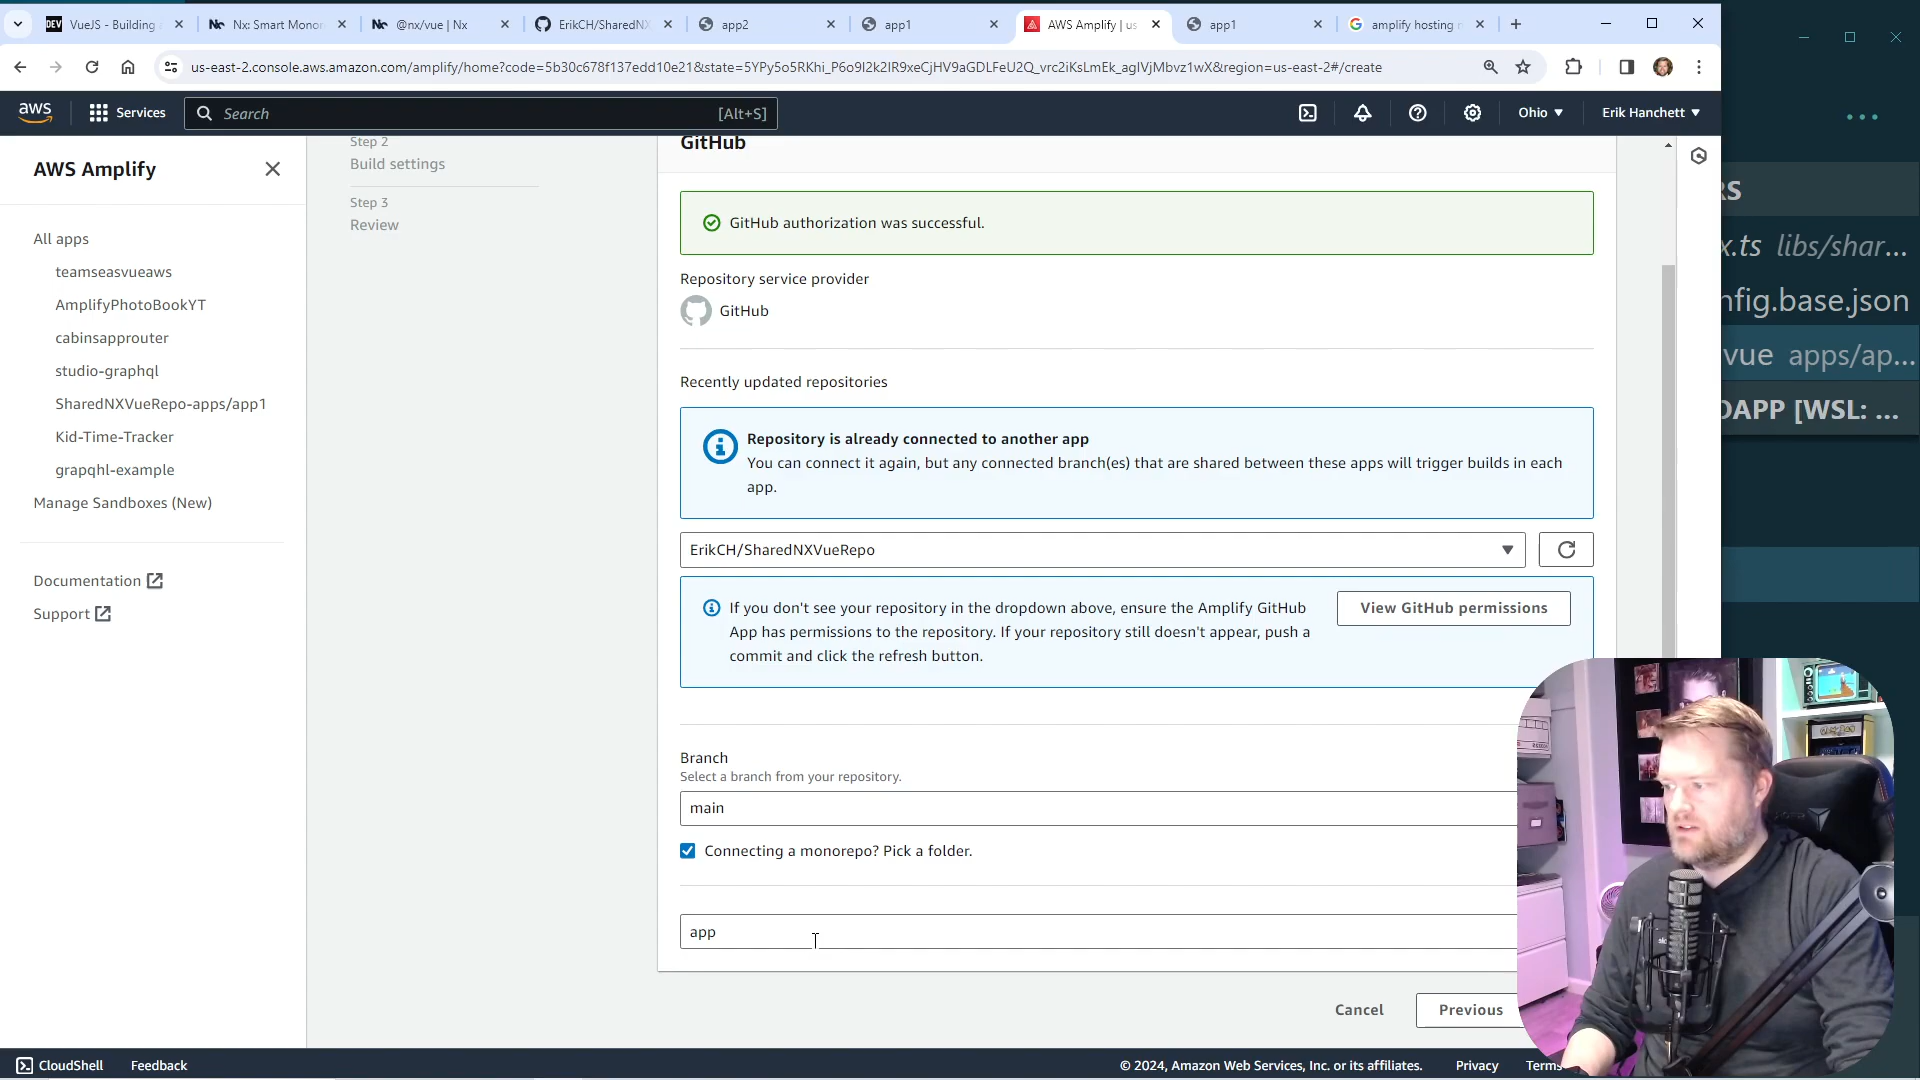 DEV VueJS - Building
Nx: Smart Mono
@nx/vue | Nx
ErikCH/SharedNX
app2
app1
AWS Amplify | us
app1
amplify hosting
us-east-2.console.aws.amazon.com/amplify/home?code=5b30c678f137edd10e21&state=5YPy5o5RKhi_P6o9I2k2IR9xeCjHV9aGDLFeU2Q_vrc2iKsLmEk_agIVjMbvz1wX&region=us-east-2#/create
aws
Services
Search
[Alt+S]
Ohio
Erik Hanchett
AWS Amplify
All apps
teamseasvueaws
AmplifyPhotoBookYT
cabinsapprouter
studio-graphql
SharedNXVueRepo-apps/app1
Kid-Time-Tracker
grapqhl-example
Manage Sandboxes (New)
Documentation
Support
Step 2
Build settings
Step 3
Review
GitHub
GitHub authorization was successful.
Repository service provider
GitHub
Recently updated repositories
Repository is already connected to another app
You can connect it again, but any connected branch(es) that are shared between these apps will trigger builds in each
app.
ErikCH/SharedNXVueRepo
If you don't see your repository in the dropdown above, ensure the Amplify GitHub
App has permissions to the repository. If your repository still doesn't appear, push a
commit and click the refresh button.
View GitHub permissions
Branch
Select a branch from your repository.
main
Connecting a monorepo? Pick a folder.
app
Cancel
Previous
RS
x.ts libs/shar...
nfig.base.json
vue apps/ap...
OAPP [WSL: ...
CloudShell
Feedback
© 2024, Amazon Web Services, Inc. or its affiliates.
Privacy
Terms